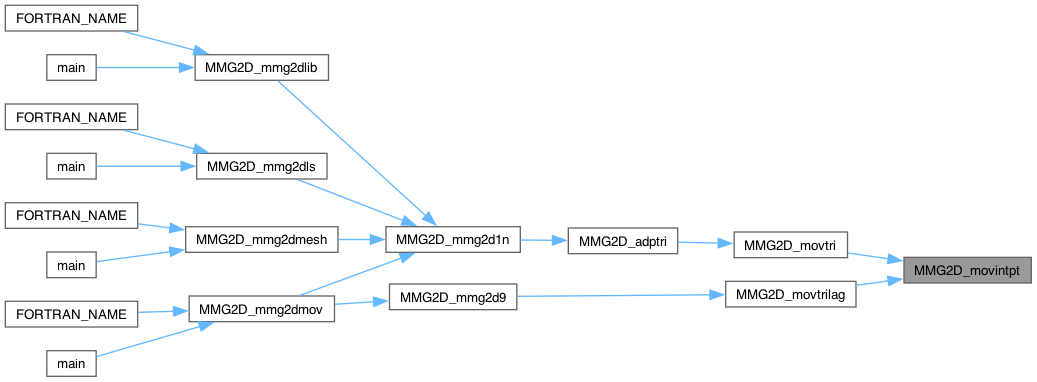 FORTRAN_NAME
main
MMG2D_mmg2dlib
FORTRAN_NAME
main
MMG2D_mmg2dls
FORTRAN_NAME
main
MMG2D_mmg2dmesh
MMG2D_mmg2d1n
MMG2D_adptri
MMG2D_movtri
MMG2D_movintpt
FORTRAN_NAME
main
MMG2D_mmg2dmov
MMG2D_mmg2d9
MMG2D_movtrilag